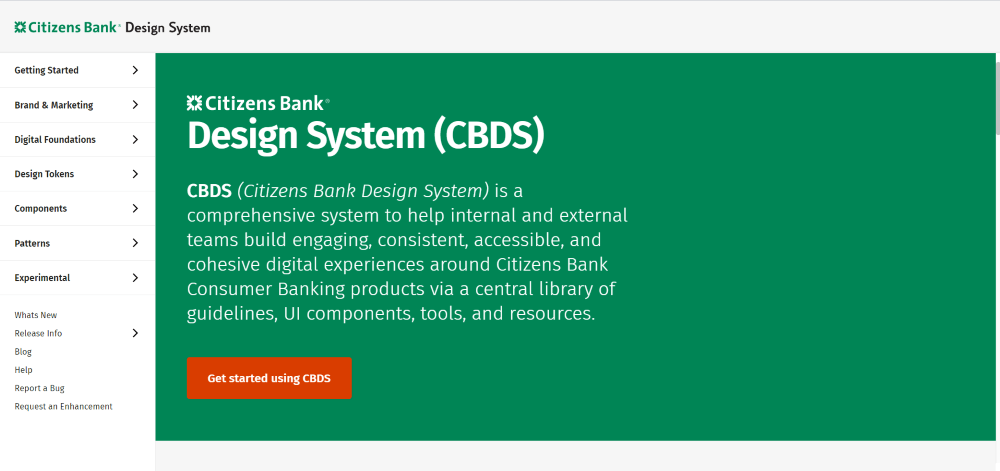 Citizens Bank® Design System
Getting Started
Brand & Marketing
Digital Foundations
Design Tokens
Components
Patterns
Experimental
Whats New
Release Info
Blog
Help
Report a Bug
Request an Enhancement
Citizens Bank®
Design System (CBDS)
CBDS (Citizens Bank Design System) is a
comprehensive system to help internal and external
teams build engaging, consistent, accessible, and
cohesive digital experiences around Citizens Bank
Consumer Banking products via a central library of
guidelines, UI components, tools, and resources.
Get started using CBDS